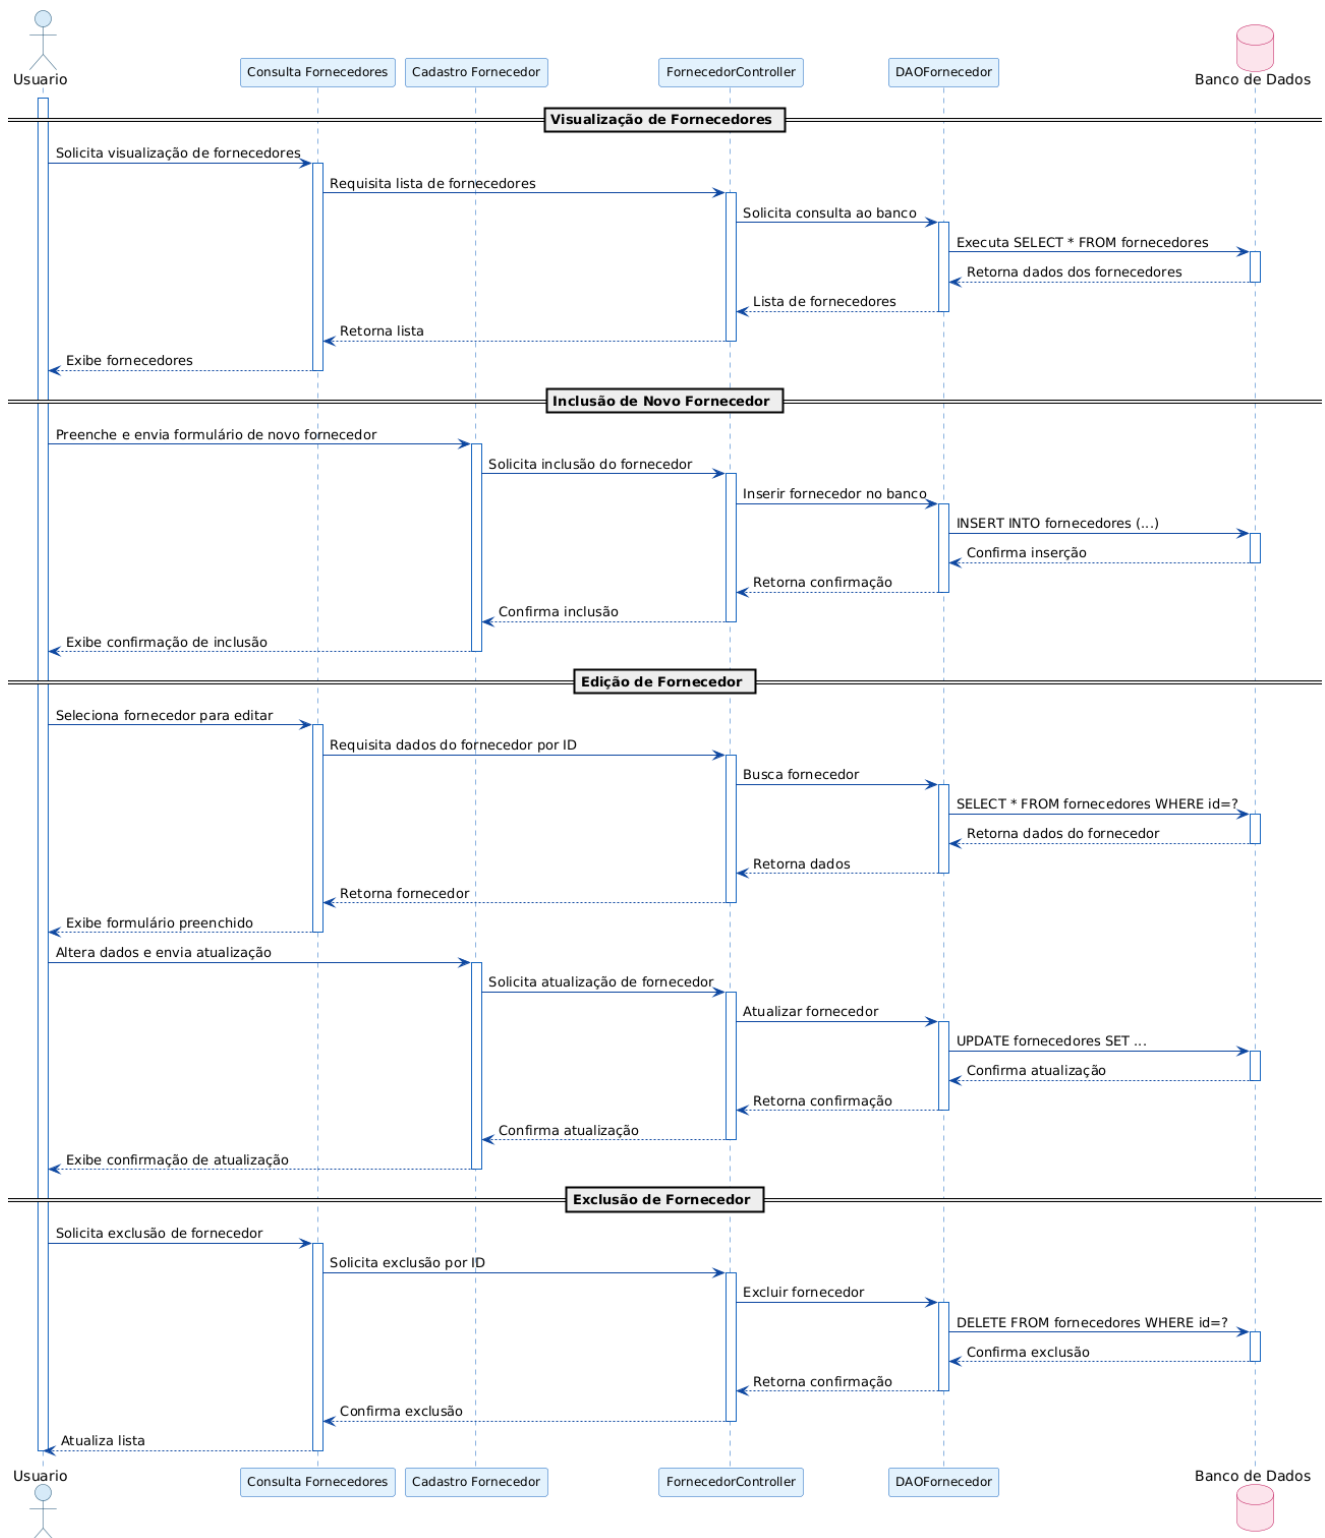 Usuario
Consulta Fornecedores
Cadastro Fornecedor
FornecedorController
DAOFornecedor
Banco de Dados
Visualização de Fornecedores
Solicita visualização de fornecedores
Requisita lista de fornecedores
Solicita consulta ao banco
Executa SELECT * FROM fornecedores
Retorna dados dos fornecedores
Lista de fornecedores
Retorna lista
Exibe fornecedores
Inclusão de Novo Fornecedor
Preenche e envia formulário de novo fornecedor
Solicita inclusão do fornecedor
Inserir fornecedor no banco
INSERT INTO fornecedores (...)
Confirma inserção
Retorna confirmação
Confirma inclusão
Exibe confirmação de inclusão
Edição de Fornecedor
Seleciona fornecedor para editar
Requisita dados do fornecedor por ID
Busca fornecedor
SELECT * FROM fornecedores WHERE id=?
Retorna dados do fornecedor
Retorna dados
Retorna fornecedor
Exibe formulário preenchido
Altera dados e envia atualização
Solicita atualização de fornecedor
Atualizar fornecedor
UPDATE fornecedores SET ...
Confirma atualização
Retorna confirmação
Confirma atualização
Exibe confirmação de atualização
Exclusão de Fornecedor
Solicita exclusão de fornecedor
Solicita exclusão por ID
Excluir fornecedor
DELETE FROM fornecedores WHERE id=?
Confirma exclusão
Retorna confirmação
Confirma exclusão
Atualiza lista
Usuario
Consulta Fornecedores
Cadastro Fornecedor
FornecedorController
DAOFornecedor
Banco de Dados